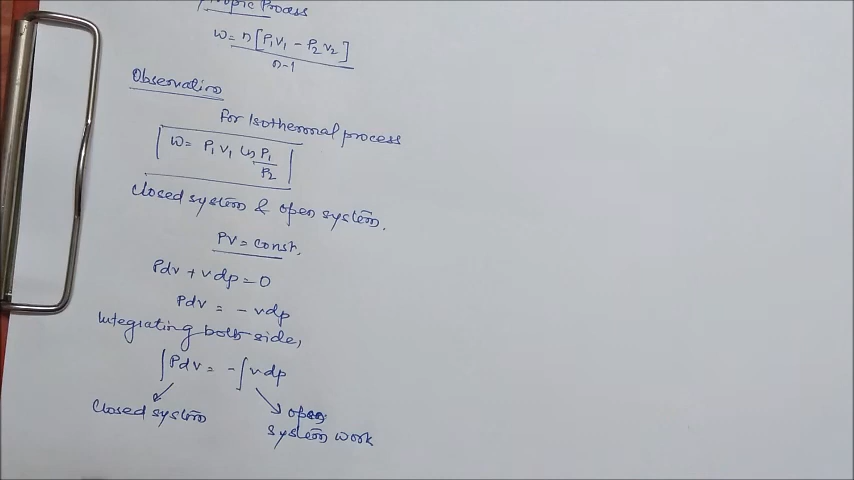 Process
W = n[P₁V₁ - P₂V₂] / n-1
Observation
For Isothermal process
W = P₁V₁ ln P₁/P₂
Closed system & open system.
PV = const.
Pdv + vdp = 0
Pdv = - vdp
Integrating both side,
∫Pdv = -∫vdp
Closed system
open
system work